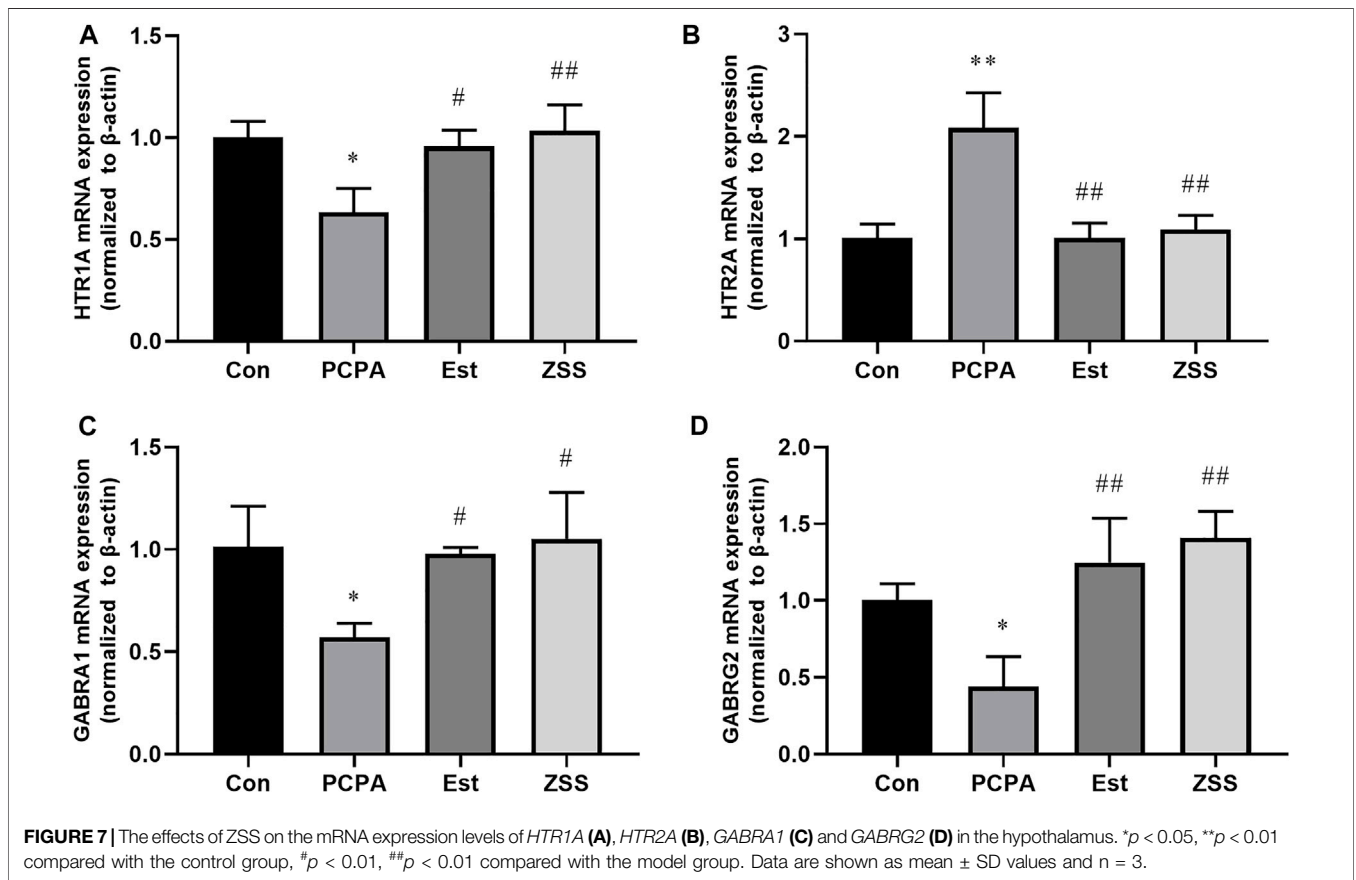 A
HTR1A mRNA expression
(normalized to β-actin)
1.5
1.0
0.5
0.0
*
#
##
Con PCPA Est ZSS
B
HTR2A mRNA expression
(normalized to β-actin)
3
2
1
0
**
##
##
Con PCPA Est ZSS
C
GABRA1 mRNA expression
(normalized to β-actin)
1.5
1.0
0.5
0.0
*
#
#
Con PCPA Est ZSS
D
GABRG2 mRNA expression
(normalized to β-actin)
2.0
1.5
1.0
0.5
0.0
*
##
##
Con PCPA Est ZSS
FIGURE 7 | The effects of ZSS on the mRNA expression levels of HTR1A (A), HTR2A (B), GABRA1 (C) and GABRG2 (D) in the hypothalamus. *p < 0.05, **p < 0.01
compared with the control group, #p < 0.01, ##p < 0.01 compared with the model group. Data are shown as mean ± SD values and n = 3.